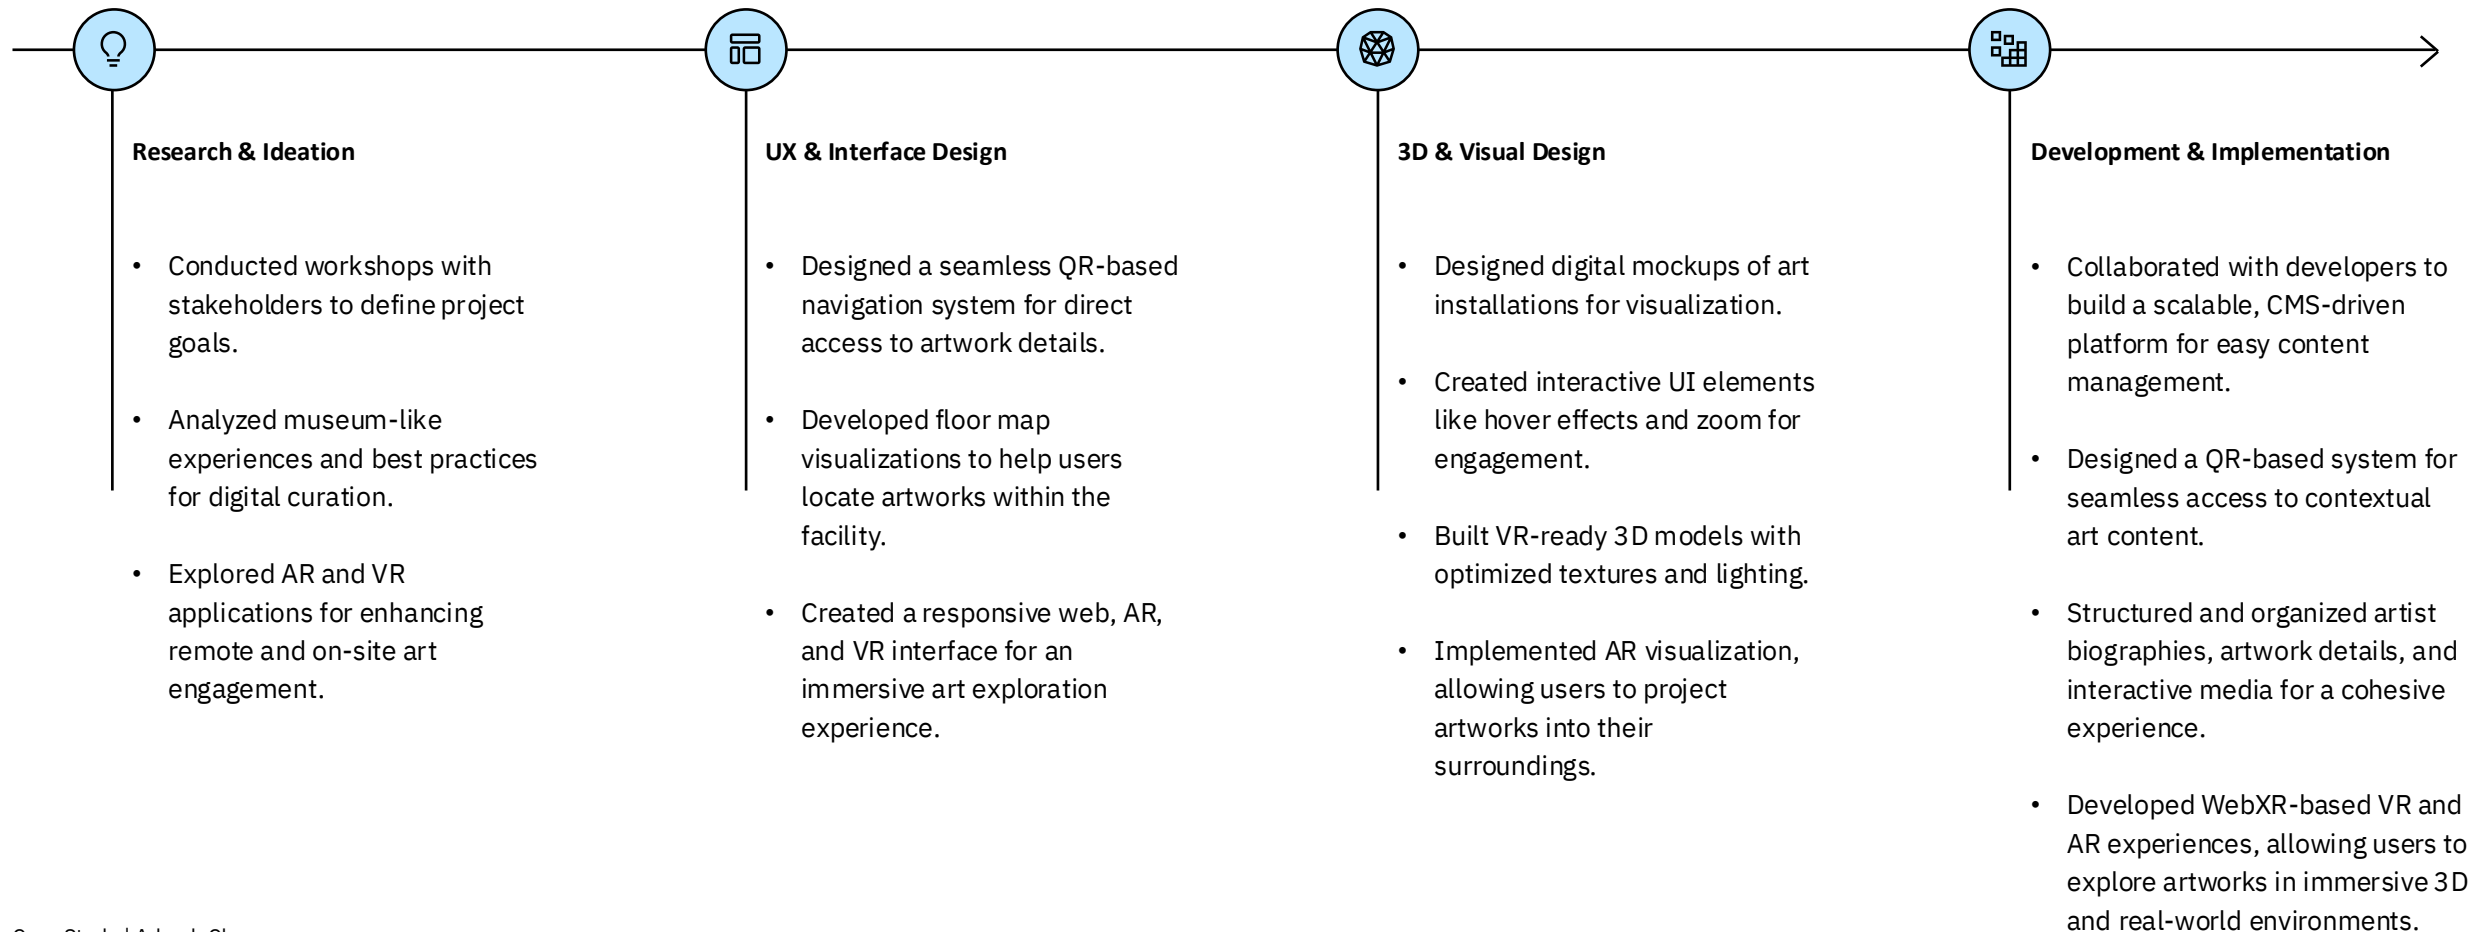 Research & Ideation
• Conducted workshops with
stakeholders to define project
goals.
• Analyzed museum-like
experiences and best practices
for digital curation.
• Explored AR and VR
applications for enhancing
remote and on-site art
engagement.
UX & Interface Design
• Designed a seamless QR-based
navigation system for direct
access to artwork details.
• Developed floor map
visualizations to help users
locate artworks within the
facility.
• Created a responsive web, AR,
and VR interface for an
immersive art exploration
experience.
3D & Visual Design
• Designed digital mockups of art
installations for visualization.
• Created interactive UI elements
like hover effects and zoom for
engagement.
• Built VR-ready 3D models with
optimized textures and lighting.
• Implemented AR visualization,
allowing users to project
artworks into their
surroundings.
Development & Implementation
• Collaborated with developers to
build a scalable, CMS-driven
platform for easy content
management.
• Designed a QR-based system for
seamless access to contextual
art content.
• Structured and organized artist
biographies, artwork details, and
interactive media for a cohesive
experience.
• Developed WebXR-based VR and
AR experiences, allowing users to
explore artworks in immersive 3D
and real-world environments.